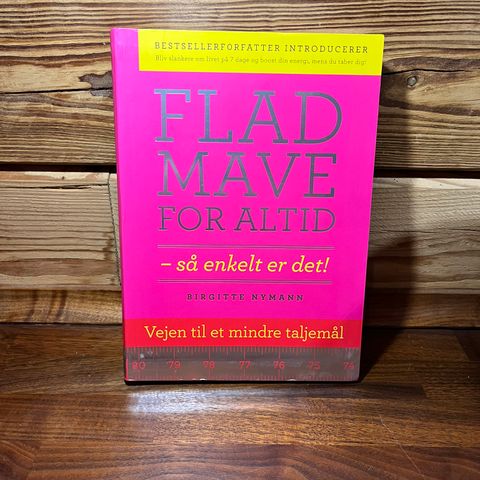 BESTSELLERFORFATTER INTRODUCERER
Bliv slankere om livet på 7 dage og boost din energi, mens du taber dig!
FLAD
MAVE
FOR ALTID
– så enkelt er det!
BIRGITTE NYMANN
Vejen til et mindre taljemål
80 79 78 77 76 75 74